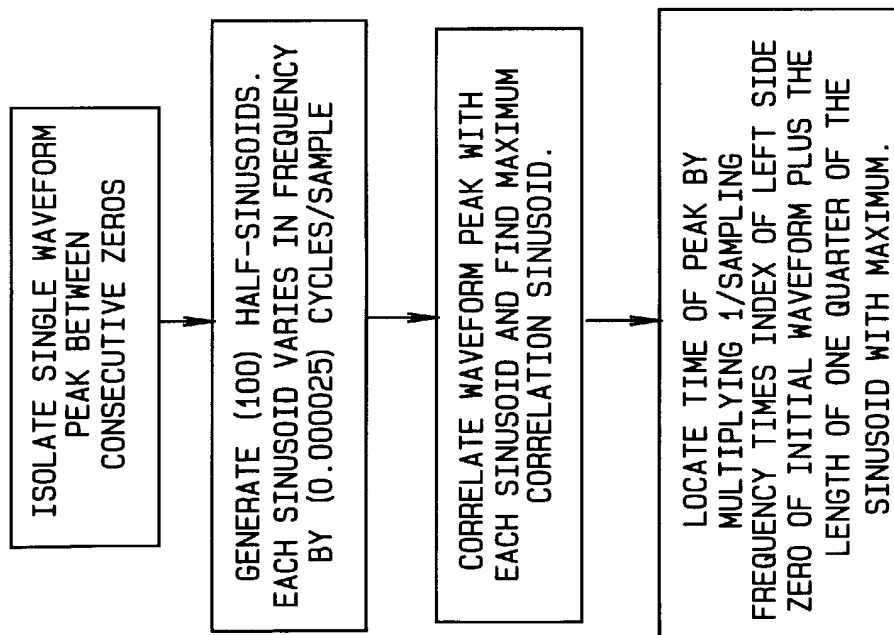 ISOLATE SINGLE WAVEFORM
PEAK BETWEEN
CONSECUTIVE ZEROS
GENERATE (100) HALF-SINUSOIDS.
EACH SINUSOID VARIES IN FREQUENCY
BY (0.000025) CYCLES/SAMPLE
CORRELATE WAVEFORM PEAK WITH
EACH SINUSOID AND FIND MAXIMUM
CORRELATION SINUSOID.
LOCATE TIME OF PEAK BY
MULTIPLYING 1/SAMPLING
FREQUENCY TIMES INDEX OF LEFT SIDE
ZERO OF INITIAL WAVEFORM PLUS THE
LENGTH OF ONE QUARTER OF THE
SINUSOID WITH MAXIMUM.